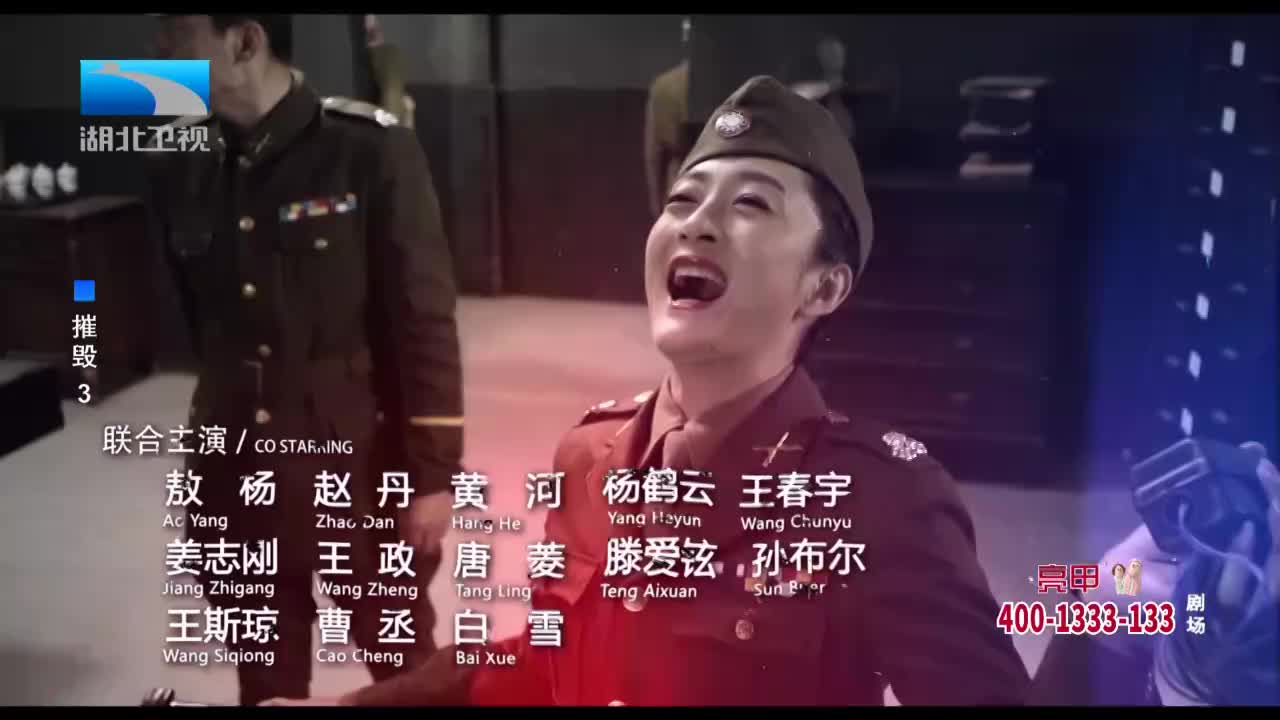 湖北卫视
摧毁
3
联合主演 / CO STARRING
敖 杨 赵 丹 黄 河 杨鹤云 王春宇
Ao Yang Zhao Dan Hang He Yang Heyun Wang Chunyu
姜志刚 王 政 唐 菱 滕爱铉 孙布尔
Jiang Zhigang Wang Zheng Tang Ling Teng Aixuan Sun Buer
王斯琼 曹 丞 白 雪
Wang Siqiong Cao Cheng Bai Xue
亮甲
400-1333-133
剧场